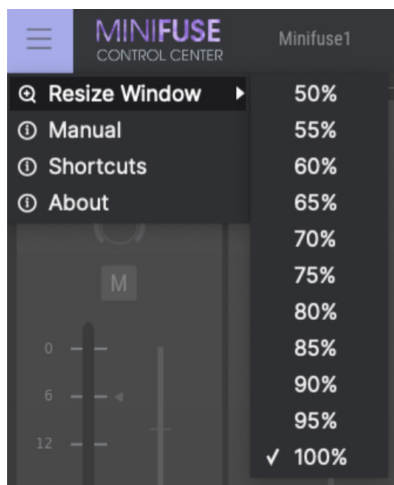 MINIFUSE
CONTROL CENTER
Minifuse1
Resize Window
Manual
Shortcuts
About
50%
55%
60%
65%
70%
75%
80%
85%
90%
95%
✓ 100%
M
0
6
12